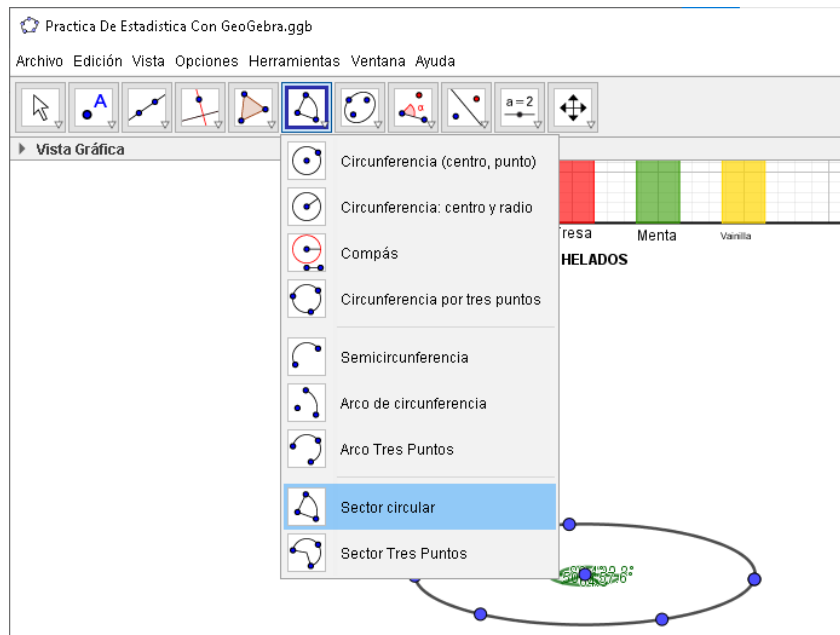 Practica De Estadistica Con GeoGebra.ggb
Archivo Edición Vista Opciones Herramientas Ventana Ayuda
A
α
a=2
Vista Gráfica
Circunferencia (centro, punto)
Circunferencia: centro y radio
Compás
Circunferencia por tres puntos
Semicircunferencia
Arco de circunferencia
Arco Tres Puntos
Sector circular
Sector Tres Puntos
resa Menta Vainilla
HELADOS